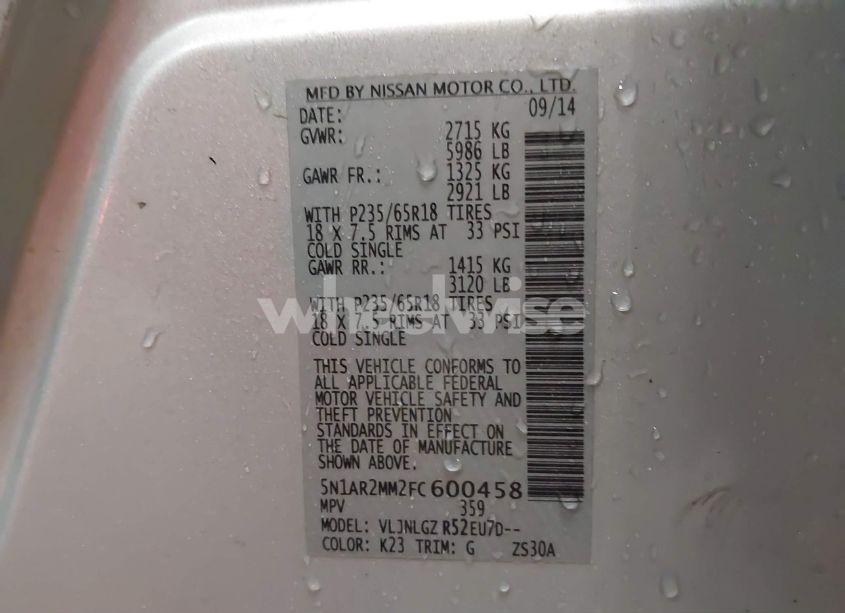 MFD BY NISSAN MOTOR CO., LTD.
DATE: 09/14
GVWR: 2715 KG
5986 LB
GAWR FR.: 1325 KG
2921 LB
WITH P235/65R18 TIRES
18 X 7.5 RIMS AT 33 PSI
COLD SINGLE
GAWR RR.: 1415 KG
3120 LB
WITH P235/65R18 TIRES
18 X 7.5 RIMS AT 33 PSI
COLD SINGLE
wheelwise
THIS VEHICLE CONFORMS TO
ALL APPLICABLE FEDERAL
MOTOR VEHICLE SAFETY AND
THEFT PREVENTION
STANDARDS IN EFFECT ON
THE DATE OF MANUFACTURE
SHOWN ABOVE.
5N1AR2MM2FC600458
MPV 359
MODEL: VLJNLGZ R52EU7D--
COLOR: K23 TRIM: G ZS30A